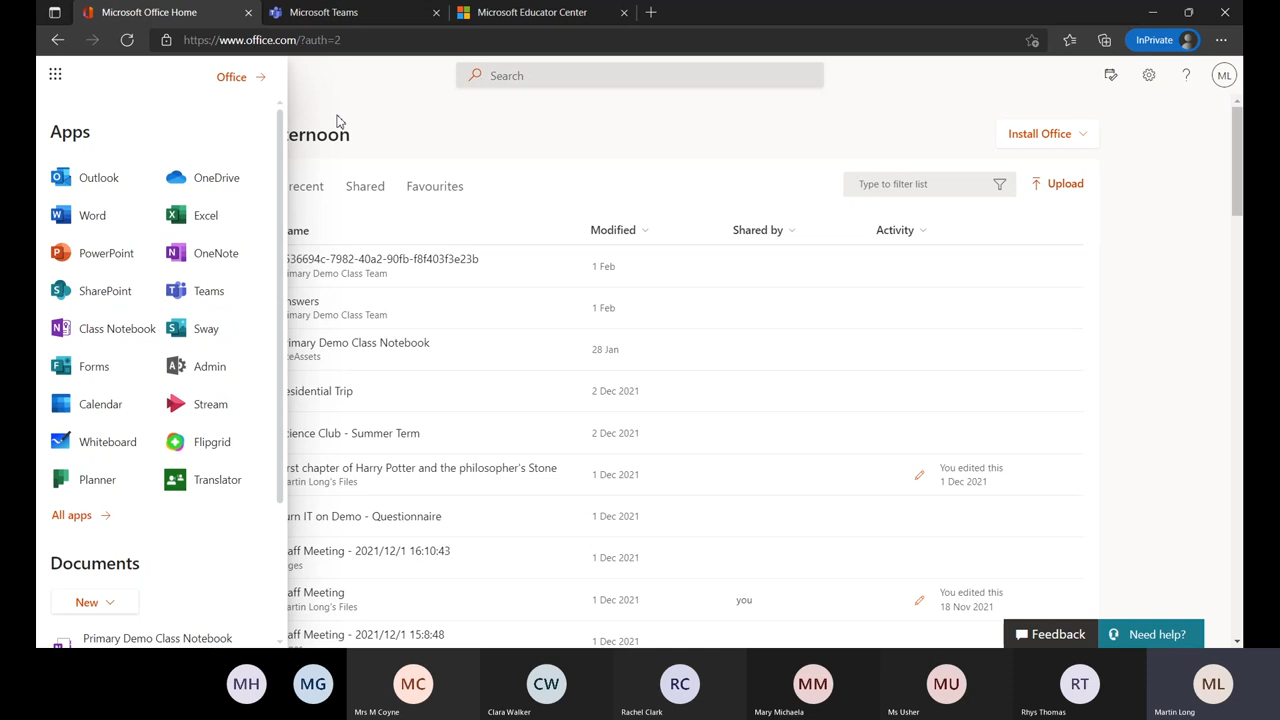 Microsoft Office Home
Microsoft Teams
Microsoft Educator Center
https://www.office.com/?auth=2
InPrivate
Office
Search
ML
Apps
ernoon
Install Office
Outlook
OneDrive
recent
Shared
Favourites
Type to filter list
Upload
Word
Excel
ame
Modified
Shared by
Activity
PowerPoint
OneNote
536694c-7982-40a2-90fb-f8f403f3e23b
imary Demo Class Team
1 Feb
SharePoint
Teams
nswers
imary Demo Class Team
1 Feb
Class Notebook
Sway
imary Demo Class Notebook
teAssets
28 Jan
Forms
Admin
esidential Trip
2 Dec 2021
Calendar
Stream
ience Club - Summer Term
2 Dec 2021
Whiteboard
Flipgrid
rst chapter of Harry Potter and the philosopher's Stone
artin Long's Files
1 Dec 2021
You edited this
1 Dec 2021
Planner
Translator
All apps
urn IT on Demo - Questionnaire
1 Dec 2021
Documents
aff Meeting - 2021/12/1 16:10:43
ges
1 Dec 2021
New
aff Meeting
artin Long's Files
1 Dec 2021
you
You edited this
18 Nov 2021
Primary Demo Class Notebook
aff Meeting - 2021/12/1 15:8:48
1 Dec 2021
Feedback
Need help?
MH
MG
MC
CW
RC
MM
MU
RT
ML
Mrs M Coyne
Clara Walker
Rachel Clark
Mary Michaela
Ms Usher
Rhys Thomas
Martin Long